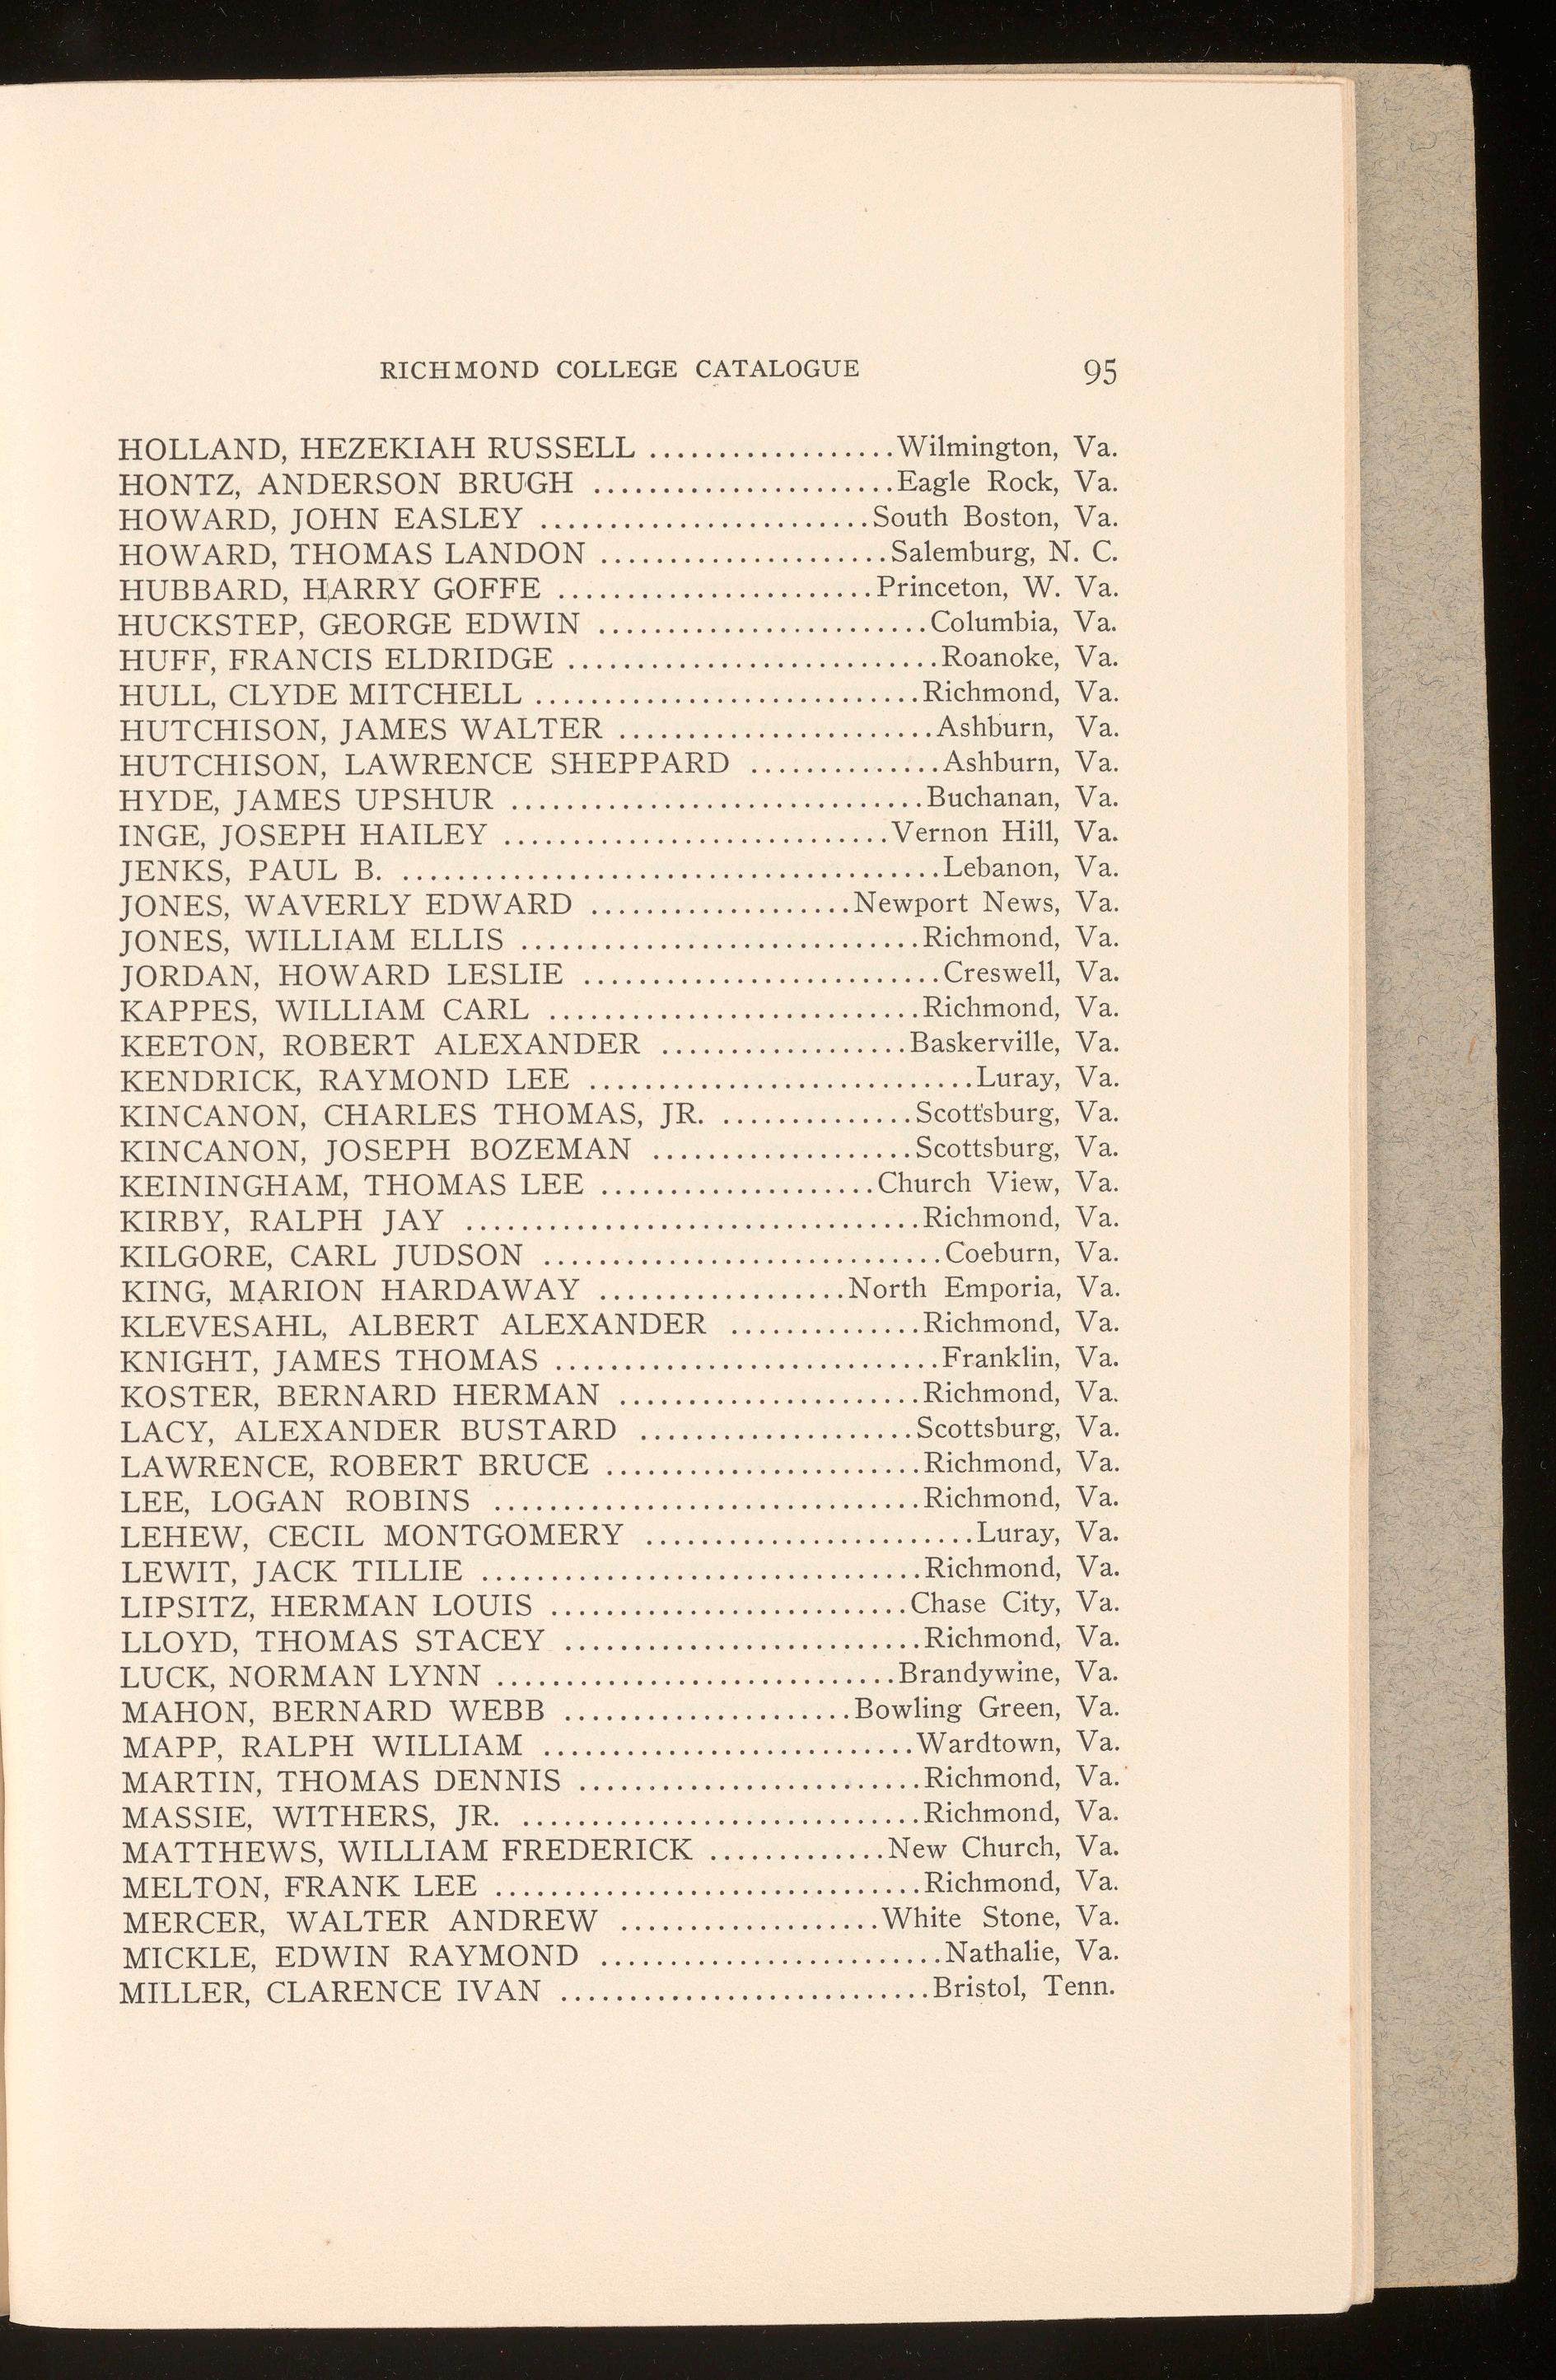 RICHMOND COLLEGE CATALOGUE 95
HOLLAND, HEZEKIAH RUSSELL ..................Wilmington, Va.
HONTZ, ANDERSON BRUGH ......................Eagle Rock, Va.
HOWARD, JOHN EASLEY ........................South Boston, Va.
HOWARD, THOMAS LANDON .....................Salemburg, N. C.
HUBBARD, HARRY GOFFE .......................Princeton, W. Va.
HUCKSTEP, GEORGE EDWIN ........................Columbia, Va.
HUFF, FRANCIS ELDRIDGE ...........................Roanoke, Va.
HULL, CLYDE MITCHELL ............................Richmond, Va.
HUTCHISON, JAMES WALTER .......................Ashburn, Va.
HUTCHISON, LAWRENCE SHEPPARD ..............Ashburn, Va.
HYDE, JAMES UPSHUR ..............................Buchanan, Va.
INGE, JOSEPH HAILEY ............................Vernon Hill, Va.
JENKS, PAUL B. .......................................Lebanon, Va.
JONES, WAVERLY EDWARD ...................Newport News, Va.
JONES, WILLIAM ELLIS .............................Richmond, Va.
JORDAN, HOWARD LESLIE ..........................Creswell, Va.
KAPPES, WILLIAM CARL ...........................Richmond, Va.
KEETON, ROBERT ALEXANDER ..................Baskerville, Va.
KENDRICK, RAYMOND LEE ............................Luray, Va.
KINCANON, CHARLES THOMAS, JR. ..............Scottsburg, Va.
KINCANON, JOSEPH BOZEMAN ...................Scottsburg, Va.
KEININGHAM, THOMAS LEE ....................Church View, Va.
KIRBY, RALPH JAY .................................Richmond, Va.
KILGORE, CARL JUDSON .............................Coeburn, Va.
KING, MARION HARDAWAY ..................North Emporia, Va.
KLEVESAHL, ALBERT ALEXANDER ..............Richmond, Va.
KNIGHT, JAMES THOMAS ............................Franklin, Va.
KOSTER, BERNARD HERMAN ......................Richmond, Va.
LACY, ALEXANDER BUSTARD ....................Scottsburg, Va.
LAWRENCE, ROBERT BRUCE .......................Richmond, Va.
LEE, LOGAN ROBINS ...............................Richmond, Va.
LEHEW, CECIL MONTGOMERY ........................Luray, Va.
LEWIT, JACK TILLIE ................................Richmond, Va.
LIPSITZ, HERMAN LOUIS ..........................Chase City, Va.
LLOYD, THOMAS STACEY ..........................Richmond, Va.
LUCK, NORMAN LYNN .............................Brandywine, Va.
MAHON, BERNARD WEBB .....................Bowling Green, Va.
MAPP, RALPH WILLIAM ...........................Wardtown, Va.
MARTIN, THOMAS DENNIS .........................Richmond, Va.
MASSIE, WITHERS, JR. .............................Richmond, Va.
MATTHEWS, WILLIAM FREDERICK .............New Church, Va.
MELTON, FRANK LEE ...............................Richmond, Va.
MERCER, WALTER ANDREW ...................White Stone, Va.
MICKLE, EDWIN RAYMOND .........................Nathalie, Va.
MILLER, CLARENCE IVAN ...........................Bristol, Tenn.